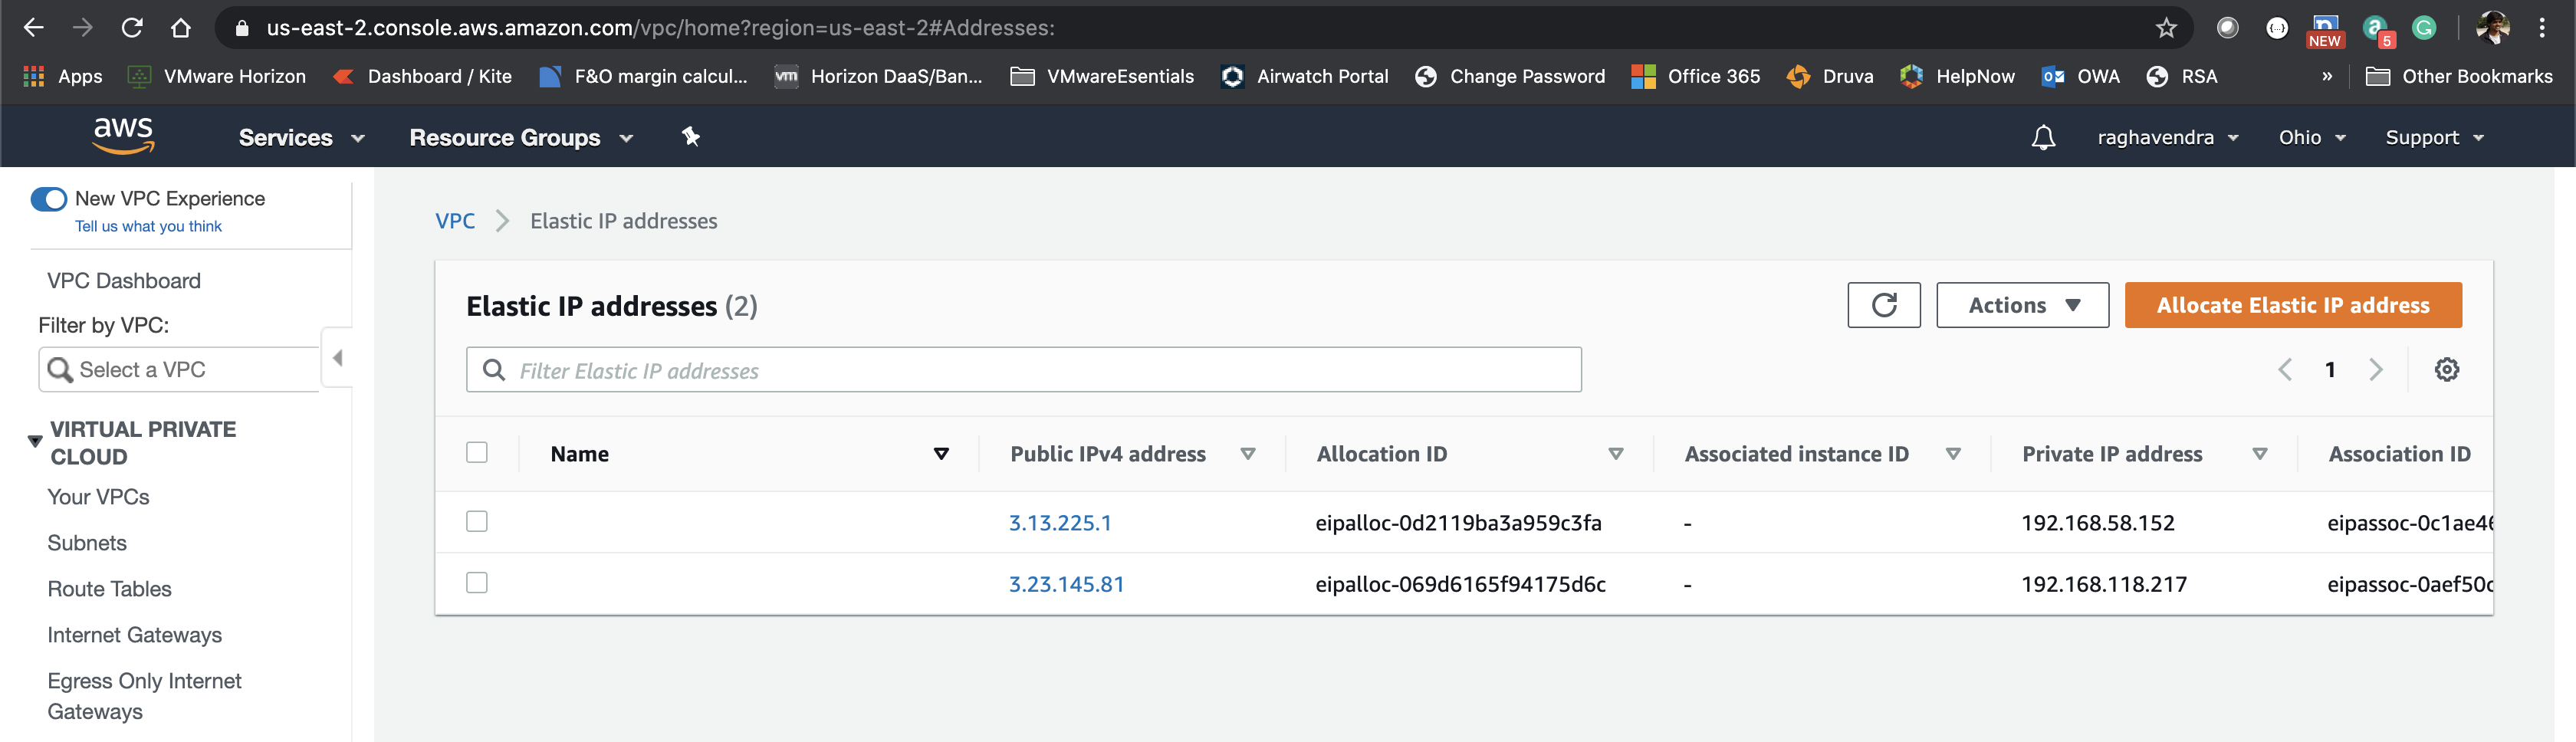 us-east-2.console.aws.amazon.com/vpc/home?region=us-east-2#Addresses:
NEW
5
Apps
VMware Horizon
Dashboard / Kite
F&O margin calcul...
vm Horizon DaaS/Ban...
VMwareEsentials
Airwatch Portal
Change Password
Office 365
Druva
HelpNow
OWA
RSA
»
Other Bookmarks
aws
Services
Resource Groups
raghavendra
Ohio
Support
New VPC Experience
Tell us what you think
VPC Dashboard
Filter by VPC:
Select a VPC
VIRTUAL PRIVATE
CLOUD
Your VPCs
Subnets
Route Tables
Internet Gateways
Egress Only Internet
Gateways
VPC > Elastic IP addresses
Elastic IP addresses (2)
Actions
Allocate Elastic IP address
Filter Elastic IP addresses
1
Name Public IPv4 address Allocation ID Associated instance ID Private IP address Association ID
3.13.225.1 eipalloc-0d2119ba3a959c3fa - 192.168.58.152 eipassoc-0c1ae46
3.23.145.81 eipalloc-069d6165f94175d6c - 192.168.118.217 eipassoc-0aef50c